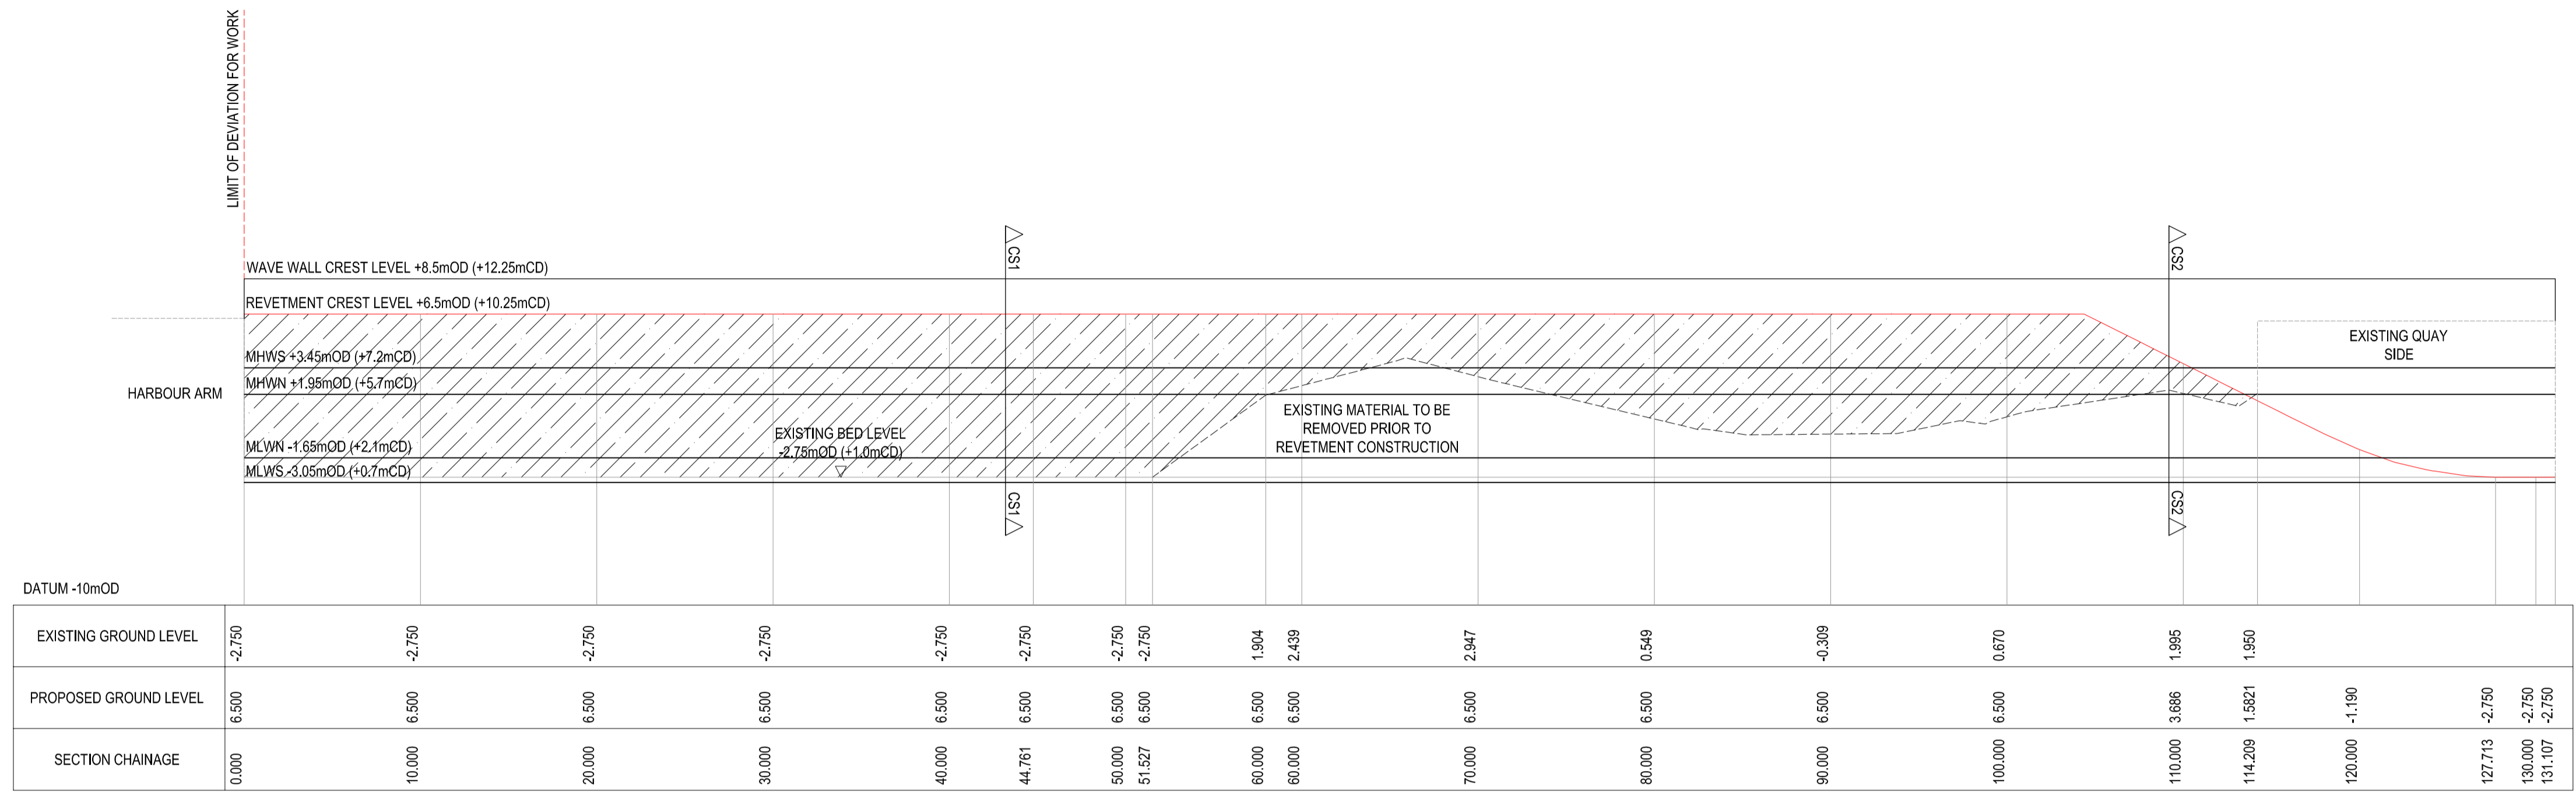 LIMIT OF DEVIATION FOR WORK
CS1
CS2
WAVE WALL CREST LEVEL +8.5mOD (+12.25mCD)
REVETMENT CREST LEVEL +6.5mOD (+10.25mCD)
EXISTING QUAY
SIDE
MHWS +3.45mOD (+7.2mCD)
MHWN +1.95mOD (+5.7mCD)
HARBOUR ARM
EXISTING MATERIAL TO BE
REMOVED PRIOR TO
REVETMENT CONSTRUCTION
EXISTING BED LEVEL
-2.75mOD (+1.0mCD)
MLWN -1.65mOD (+2.1mCD)
MLWS -3.05mOD (+0.7mCD)
CS1
CS2
DATUM -10mOD
EXISTING GROUND LEVEL -2.750 -2.750 -2.750 -2.750 -2.750 -2.750 -2.750 -2.750 1.904 2.439 2.947 0.549 -0.309 0.670 1.995 1.950
PROPOSED GROUND LEVEL 6.500 6.500 6.500 6.500 6.500 6.500 6.500 6.500 6.500 6.500 6.500 6.500 6.500 6.500 3.686 1.5821 -1.190 -2.750 -2.750 -2.750
SECTION CHAINAGE 0.000 10.000 20.000 30.000 40.000 44.761 50.000 51.527 60.000 60.000 70.000 80.000 90.000 100.0000 110.000 114.209 120.000 127.713 130.000 131.107